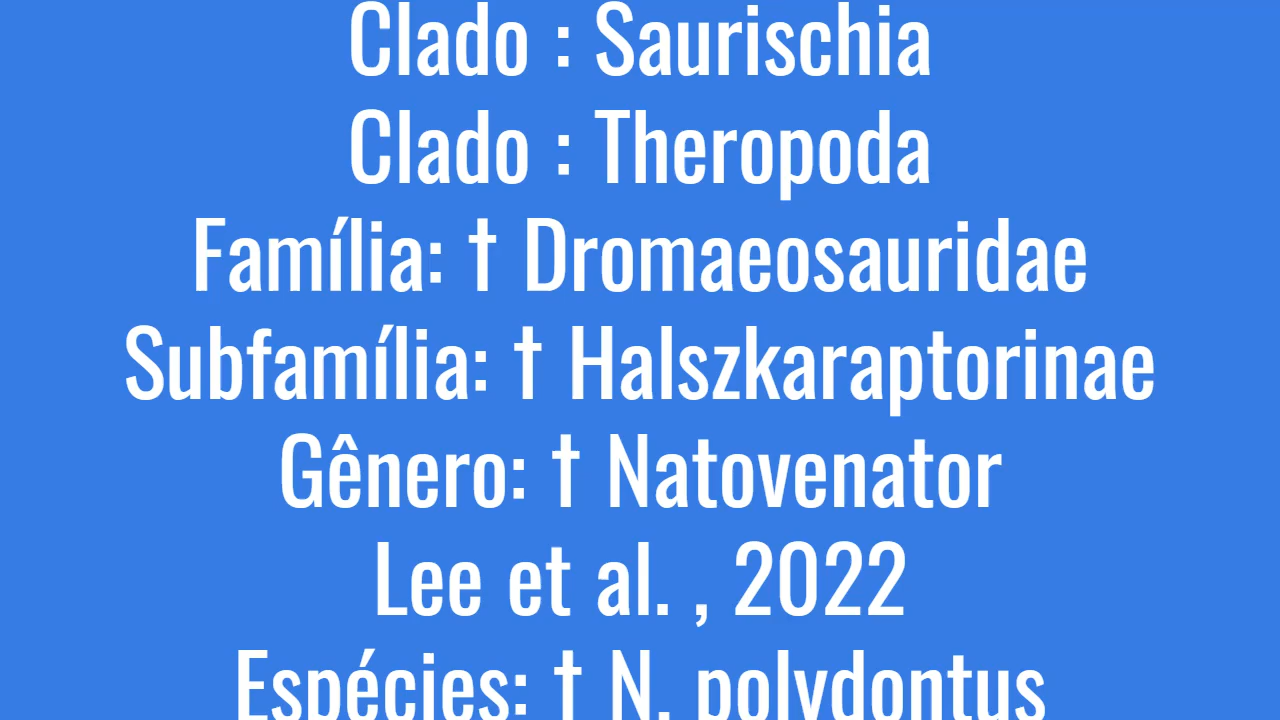 Clado : Saurischia
Clado : Theropoda
Família: † Dromaeosauridae
Subfamília: † Halszkaraptorinae
Gênero: † Natovenator
Lee et al. , 2022
Espécies: † N. polydontus